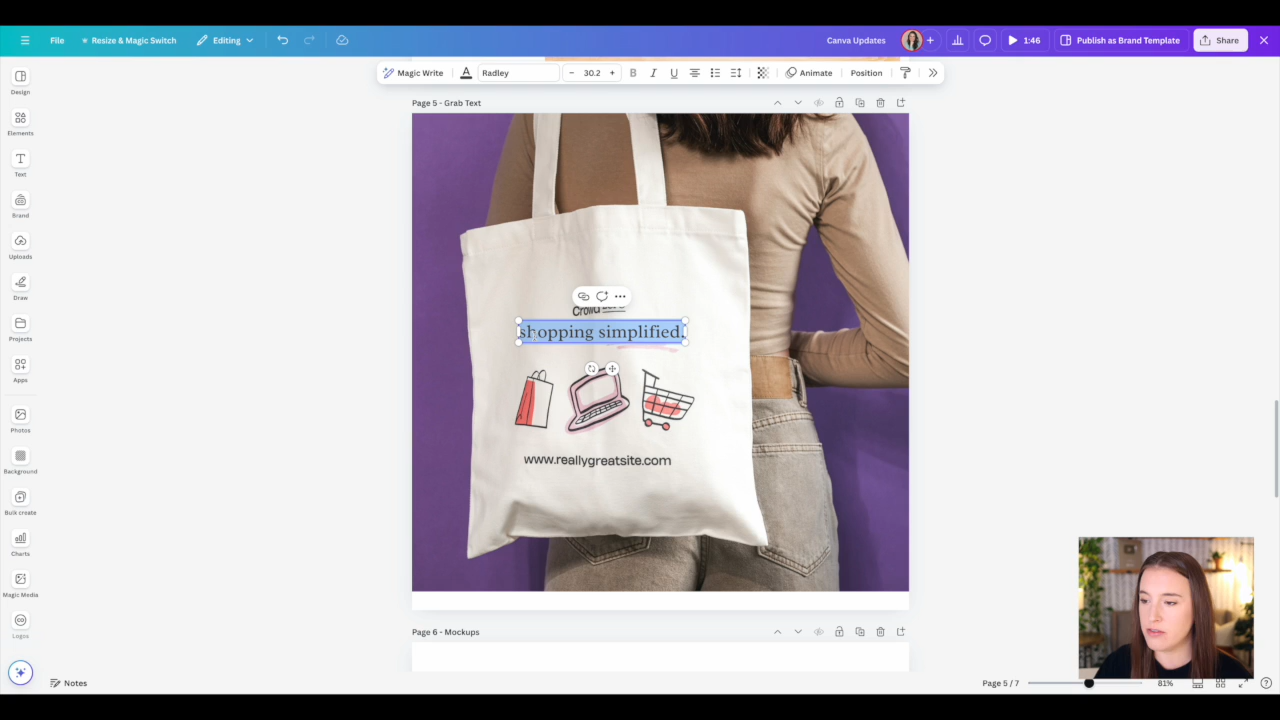 File
Resize & Magic Switch
Editing
Canva Updates
1:46
Publish as Brand Template
Share
Magic Write
A
Radley
– 30.2 +
B I U
Animate
Position
Design
Elements
Text
Brand
Uploads
Draw
Projects
Apps
Photos
Background
Bulk create
Charts
Magic Media
Logos
Page 5 - Grab Text
shopping simplified.
www.reallygreatsite.com
Page 6 - Mockups
Notes
Page 5 / 7
81%